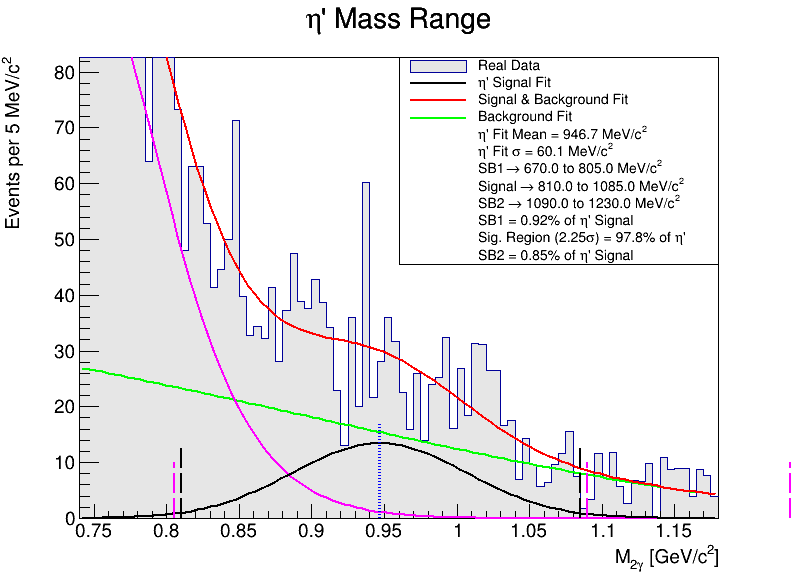 η' Mass Range
Events per 5 MeV/c²
Real Data
η' Signal Fit
Signal & Background Fit
Background Fit
η' Fit Mean = 946.7 MeV/c²
η' Fit σ = 60.1 MeV/c²
SB1 → 670.0 to 805.0 MeV/c²
Signal → 810.0 to 1085.0 MeV/c²
SB2 → 1090.0 to 1230.0 MeV/c²
SB1 = 0.92% of η' Signal
Sig. Region (2.25σ) = 97.8% of η'
SB2 = 0.85% of η' Signal
80
70
60
50
40
30
20
10
0
0.75 0.8 0.85 0.9 0.95 1 1.05 1.1 1.15
M₂γ [GeV/c²]